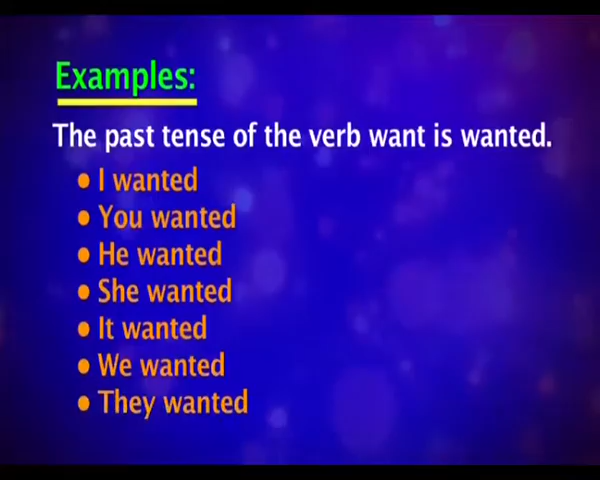 Examples:
The past tense of the verb want is wanted.
• I wanted
• You wanted
• He wanted
• She wanted
• It wanted
• We wanted
• They wanted